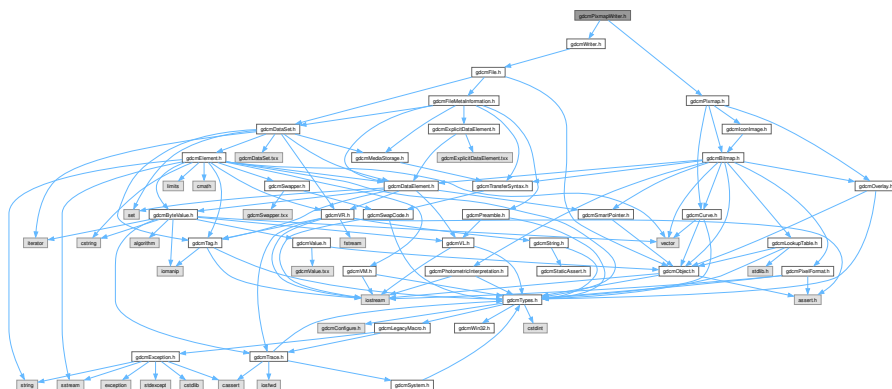 gdcmPixmapWriter.h
gdcmWriter.h
gdcmFile.h
gdcmFileMetaInformation.h
gdcmPixmap.h
gdcmDataSet.h
gdcmExplicitDataElement.h
gdcmIconImage.h
gdcmElement.h
gdcmDataSet.txx
gdcmMediaStorage.h
gdcmExplicitDataElement.txx
gdcmBitmap.h
limits
cmath
gdcmSwapper.h
gdcmDataElement.h
gdcmTransferSyntax.h
gdcmOverlay.h
set
gdcmByteValue.h
gdcmSwapper.txx
gdcmVR.h
gdcmSwapCode.h
gdcmPreamble.h
gdcmSmartPointer.h
gdcmCurve.h
iterator
cstring
algorithm
gdcmTag.h
gdcmValue.h
fstream
gdcmVL.h
gdcmString.h
vector
gdcmLookupTable.h
iomanip
gdcmValue.txx
gdcmVM.h
gdcmPhotometricInterpretation.h
gdcmStaticAssert.h
gdcmObject.h
stdlib.h
gdcmPixelFormat.h
iostream
gdcmTypes.h
assert.h
gdcmConfigure.h
gdcmLegacyMacro.h
gdcmWin32.h
cstdint
gdcmException.h
gdcmTrace.h
string
sstream
exception
stdexcept
cstdlib
cassert
iosfwd
gdcmSystem.h